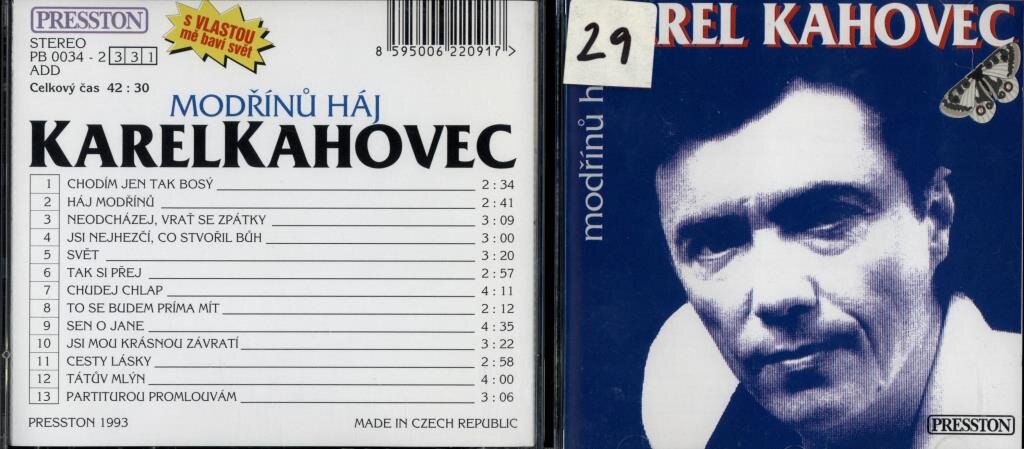 PRESSTON
s VLASTOU
mě baví svět
STEREO
PB 0034 - 2 331
ADD
Celkový čas 42 : 30
8 595006 220917 >
MODŘÍNŮ HÁJ
KAREL KAHOVEC
1 CHODÍM JEN TAK BOSÝ 2 : 34
2 HÁJ MODŘÍNŮ 2 : 41
3 NEODCHÁZEJ, VRAŤ SE ZPÁTKY 3 : 09
4 JSI NEJHEZČÍ, CO STVOŘIL BŮH 3 : 00
5 SVĚT 3 : 20
6 TAK SI PŘEJ 2 : 57
7 CHUDEJ CHLAP 4 : 11
8 TO SE BUDEM PRÍMA MÍT 2 : 12
9 SEN O JANE 4 : 35
10 JSI MOU KRÁSNOU ZÁVRATÍ 3 : 22
11 CESTY LÁSKY 2 : 58
12 TÁTŮV MLÝN 4 : 00
13 PARTITUROU PROMLOUVÁM 3 : 06
PRESSTON 1993
MADE IN CZECH REPUBLIC
29
AREL KAHOVEC
modřínů h
PRESSTON